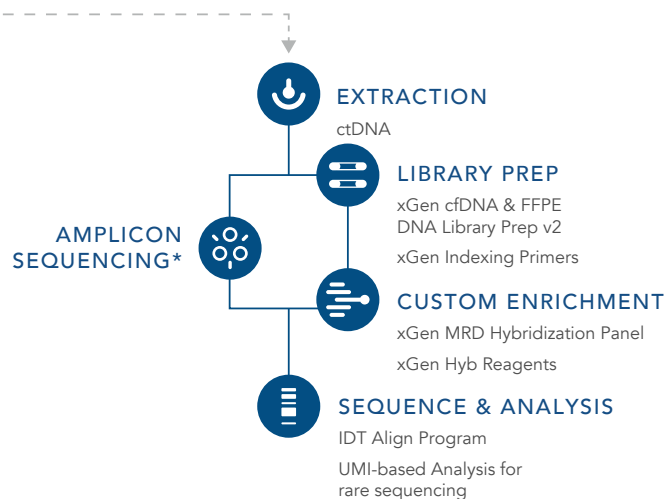 EXTRACTION
ctDNA
LIBRARY PREP
xGen cfDNA & FFPE
DNA Library Prep v2
xGen Indexing Primers
AMPLICON
SEQUENCING*
CUSTOM ENRICHMENT
xGen MRD Hybridization Panel
xGen Hyb Reagents
SEQUENCE & ANALYSIS
IDT Align Program
UMI-based Analysis for
rare sequencing